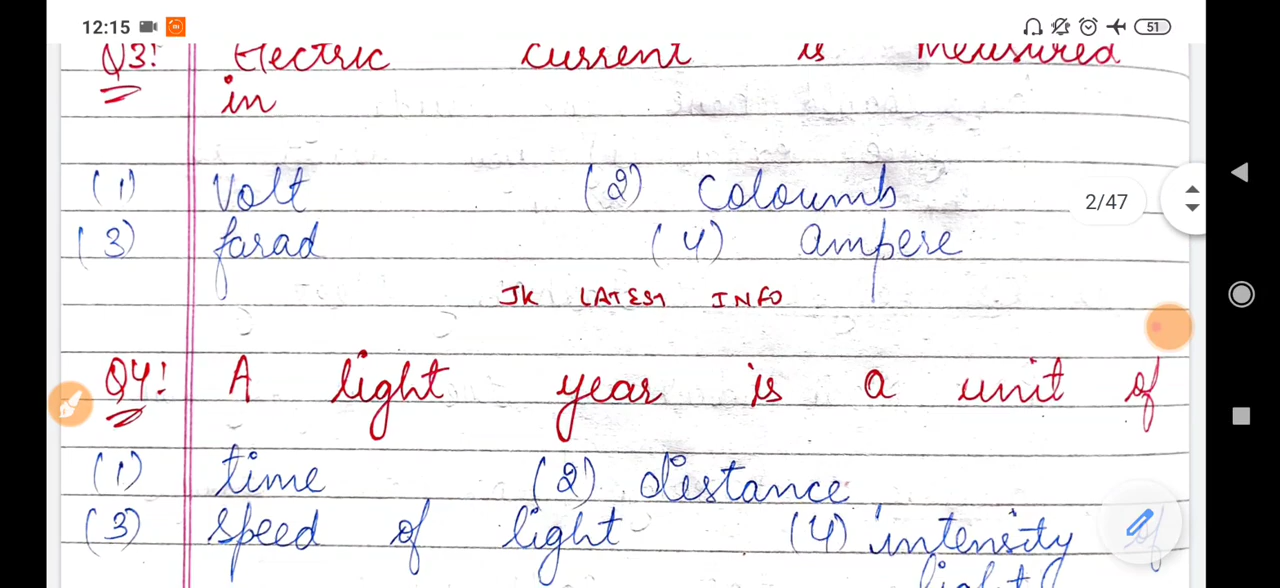 12:15
51
Q3! Electric current is Measured
in
(1) Volt (2) Coloumb
2/47
(3) farad (4) ampere
JK LATEST INFO
Q4! A light year is a unit of
(1) time (2) distance
(3) speed of light (4) intensity of
light